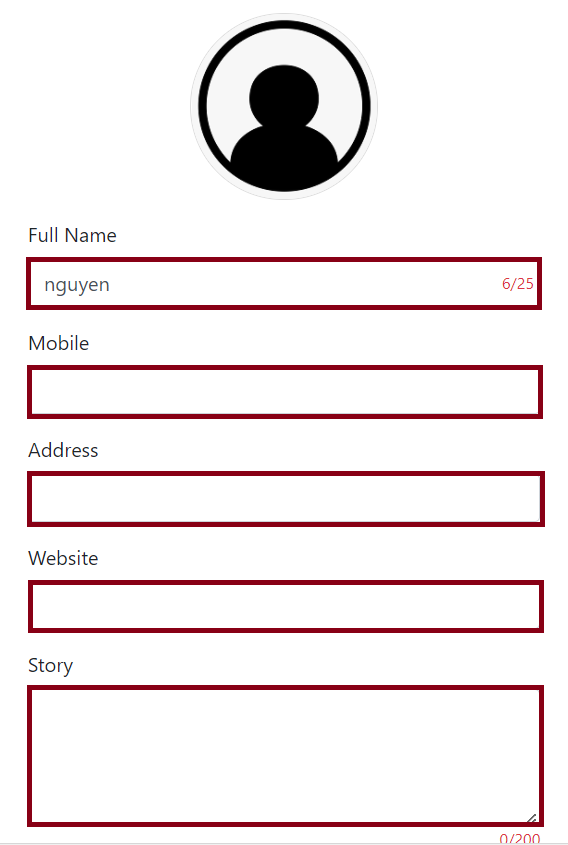 Full Name
nguyen 6/25
Mobile
Address
Website
Story
0/200